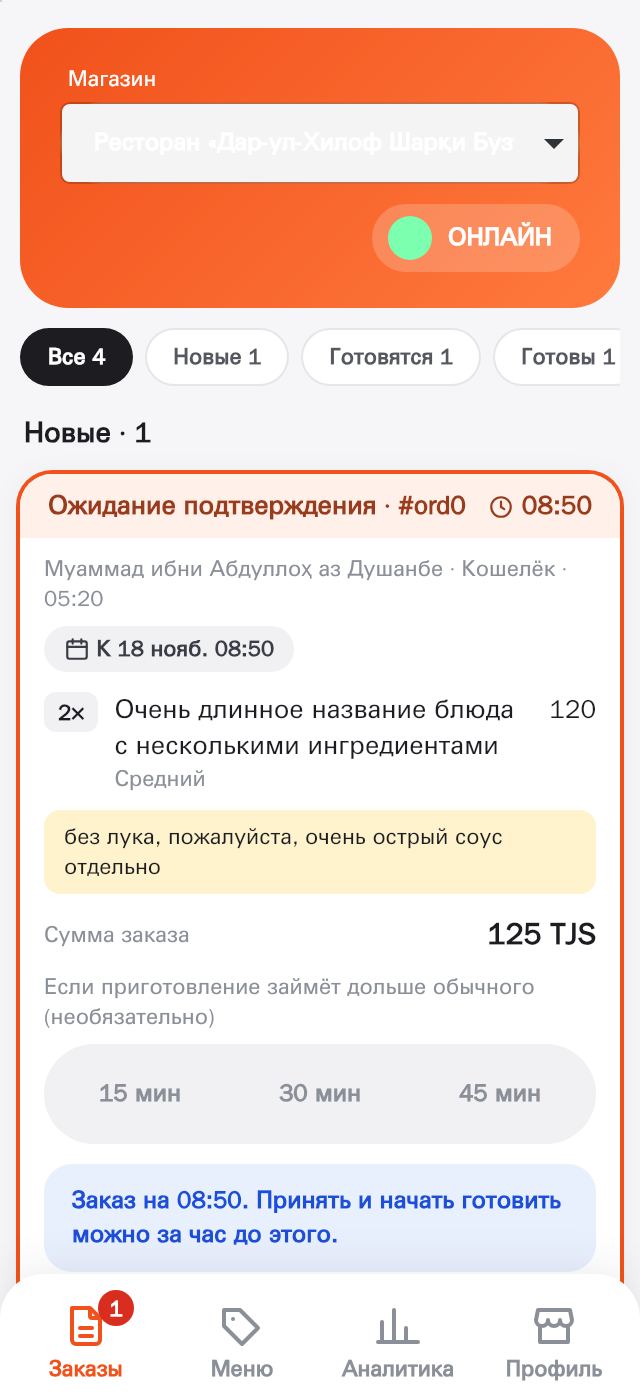 Магазин
Ресторан «Дар-ул-Хилоф Шарқи Буз
ОНЛАЙН
Все 4
Новые 1
Готовятся 1
Готовы 1
Новые · 1
Ожидание подтверждения · #ord0 08:50
Муаммад ибни Абдуллоҳ аз Душанбе · Кошелёк ·
05:20
К 18 нояб. 08:50
2× Очень длинное название блюда 120
с несколькими ингредиентами
Средний
без лука, пожалуйста, очень острый соус
отдельно
Сумма заказа 125 TJS
Если приготовление займёт дольше обычного
(необязательно)
15 мин 30 мин 45 мин
Заказ на 08:50. Принять и начать готовить
можно за час до этого.
1
Заказы Меню Аналитика Профиль